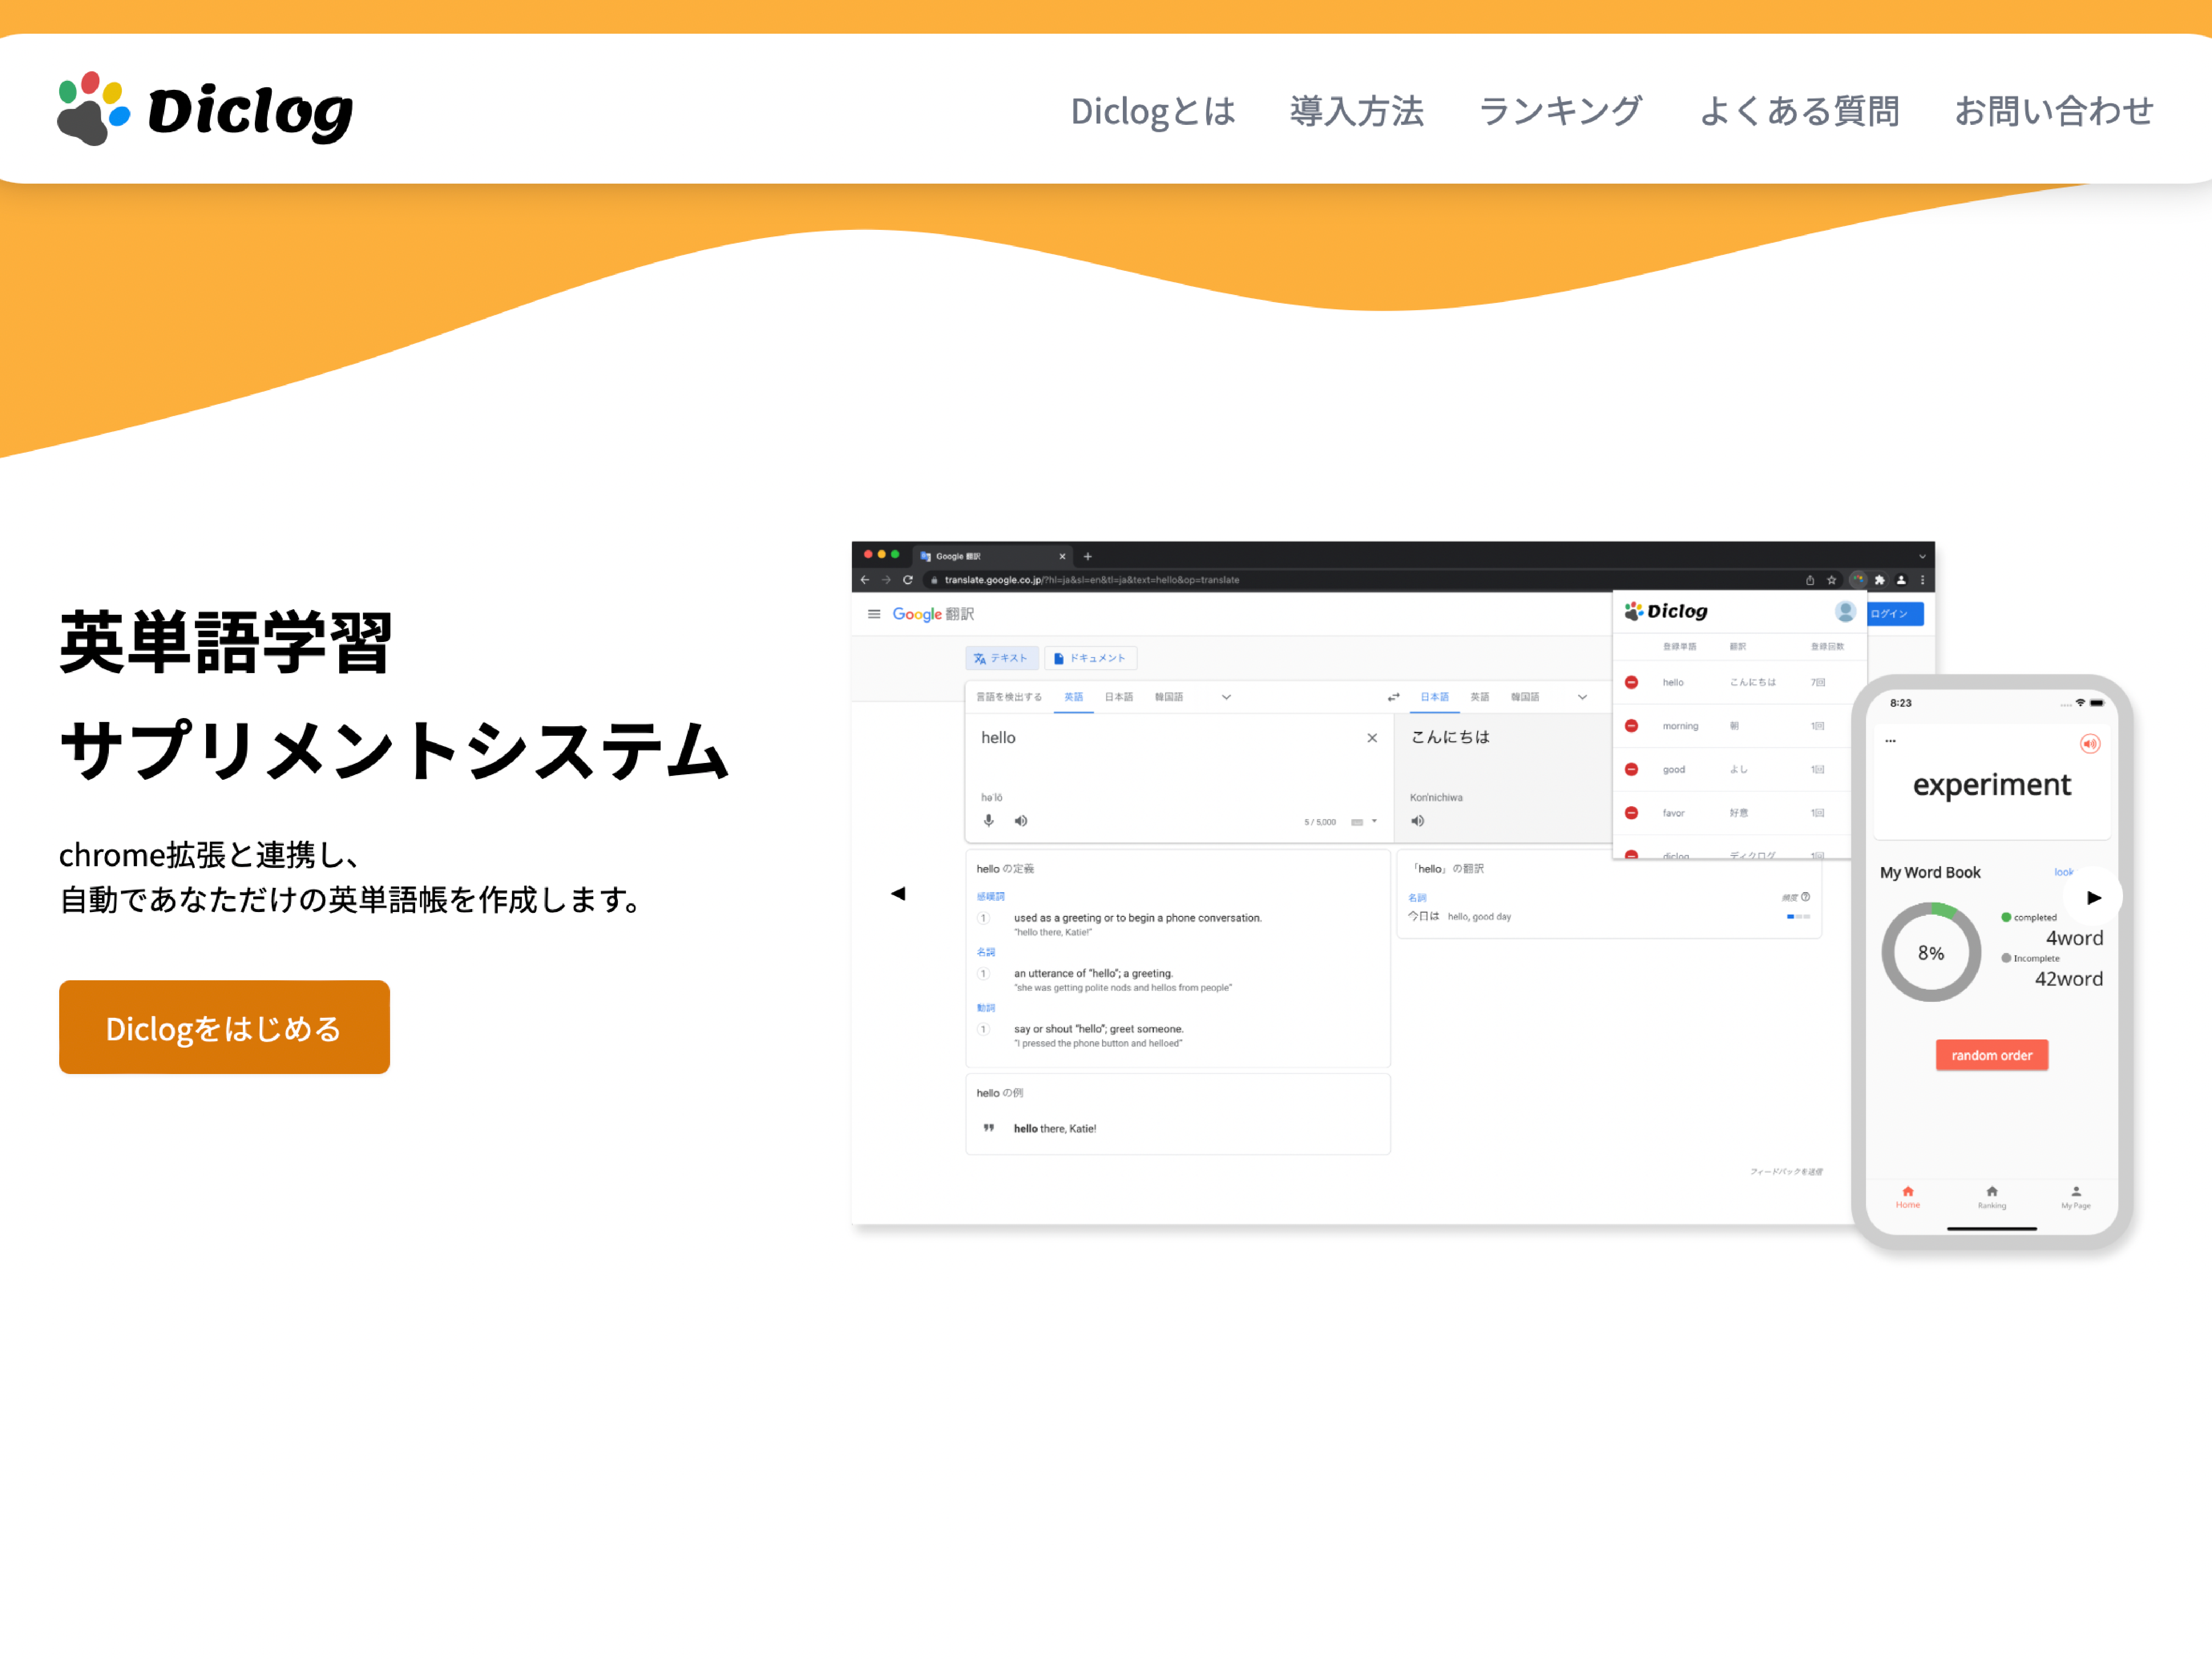 Diclog
Diclogとは 導入方法 ランキング よくある質問 お問い合わせ
英単語学習
サプリメントシステム
chrome拡張と連携し、
自動であなただけの英単語帳を作成します。
Diclogをはじめる
Google 翻訳
translate.google.co.jp/?hl=ja&sl=en&tl=ja&text=hello&op=translate
Google 翻訳
ログイン
テキスト ドキュメント
言語を検出する 英語 日本語 韓国語
日本語 英語 韓国語
hello
こんにちは
həˈlō
Kon'nichiwa
5 / 5,000
hello の定義
感嘆詞
1 used as a greeting or to begin a phone conversation.
"hello there, Katie!"
名詞
1 an utterance of "hello"; a greeting.
"she was getting polite nods and hellos from people"
動詞
1 say or shout "hello"; greet someone.
"I pressed the phone button and helloed"
hello の例
hello there, Katie!
「hello」 の翻訳
名詞 頻度
今日は hello, good day
フィードバックを送信
Diclog
登録単語 翻訳 登録回数
hello こんにちは 7回
morning 朝 1回
good よし 1回
favor 好意 1回
diclog ディクログ 1回
8:23
experiment
My Word Book look
8%
completed
4word
Incomplete
42word
random order
Home Ranking My Page